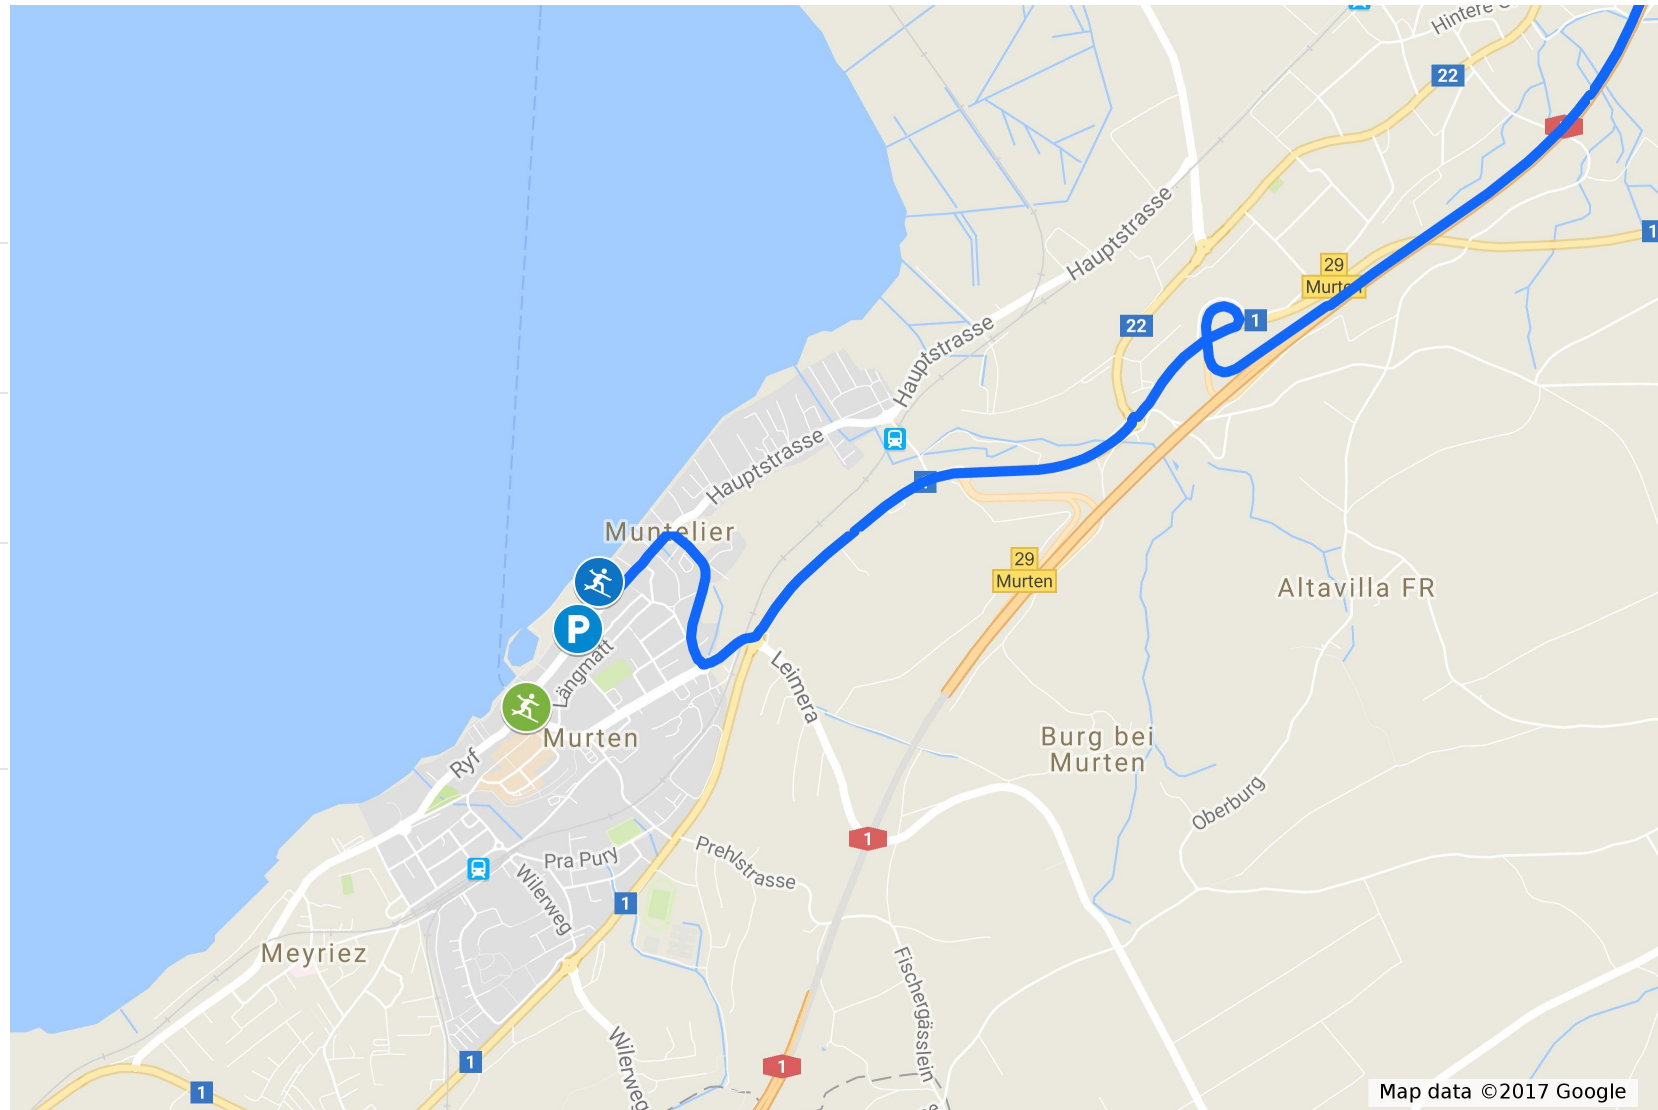 Hintere
22
1
29
Murten
Hauptstrasse
22
1
Hauptstrasse
Hauptstrasse
Muntelier
29
Murten
Altavilla FR
P
Längmatt
Leimera
Murten
Ryf
Burg bei
Murten
Oberburg
1
Prehlstrasse
Pra Pury
Wilerweg
1
Meyriez
Fischergässlein
Wilerweg
1
1
1
Map data ©2017 Google